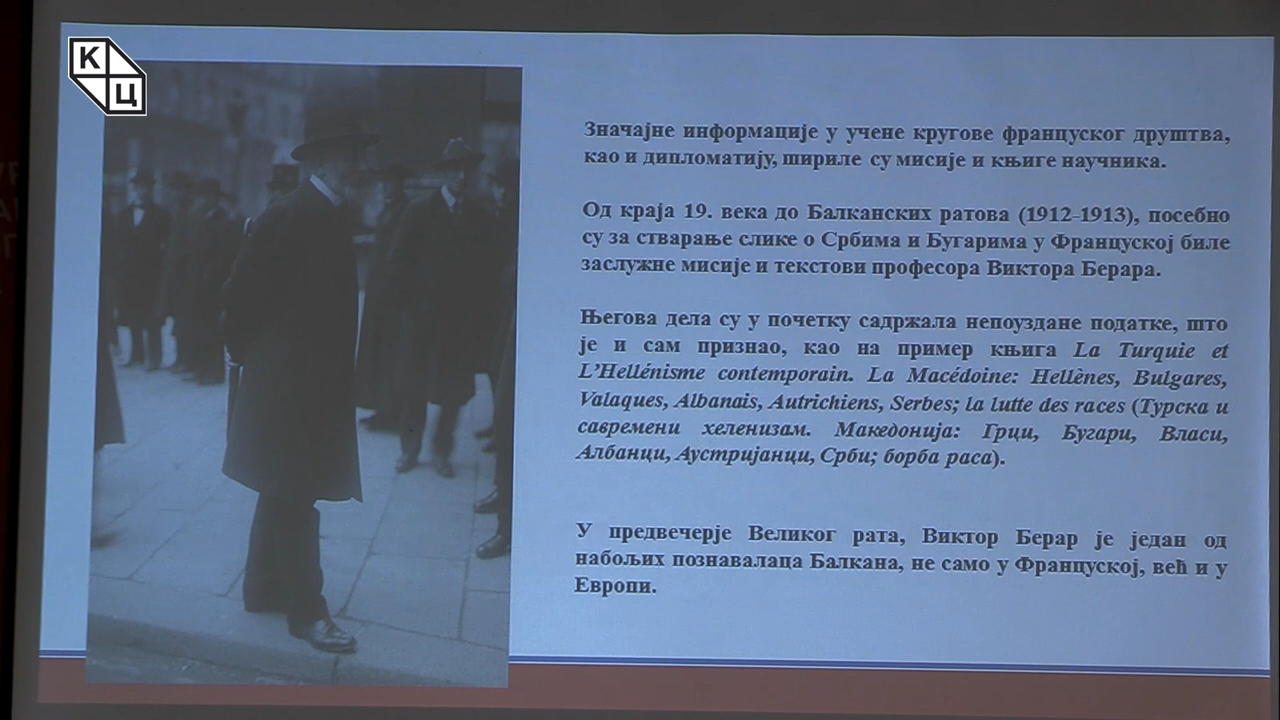 К
Ц
Значајне информације у учене кругове француског друштва,
као и дипломатију, шириле су мисије и књиге научника.
Од краја 19. века до Балканских ратова (1912-1913), посебно
су за стварање слике о Србима и Бугарима у Француској биле
заслужне мисије и текстови професора Виктора Берара.
Његова дела су у почетку садржала непоуздане податке, што
је и сам признао, као на пример књига La Turquie et
L’Hellénisme contemporain. La Macédoine: Hellènes, Bulgares,
Valaques, Albanais, Autrichiens, Serbes; la lutte des races (Турска и
савремени хеленизам. Македонија: Грци, Бугари, Власи,
Албанци, Аустријанци, Срби; борба раса).
У предвечерје Великог рата, Виктор Берар је један од
набољих познавалаца Балкана, не само у Француској, већ и у
Европи.